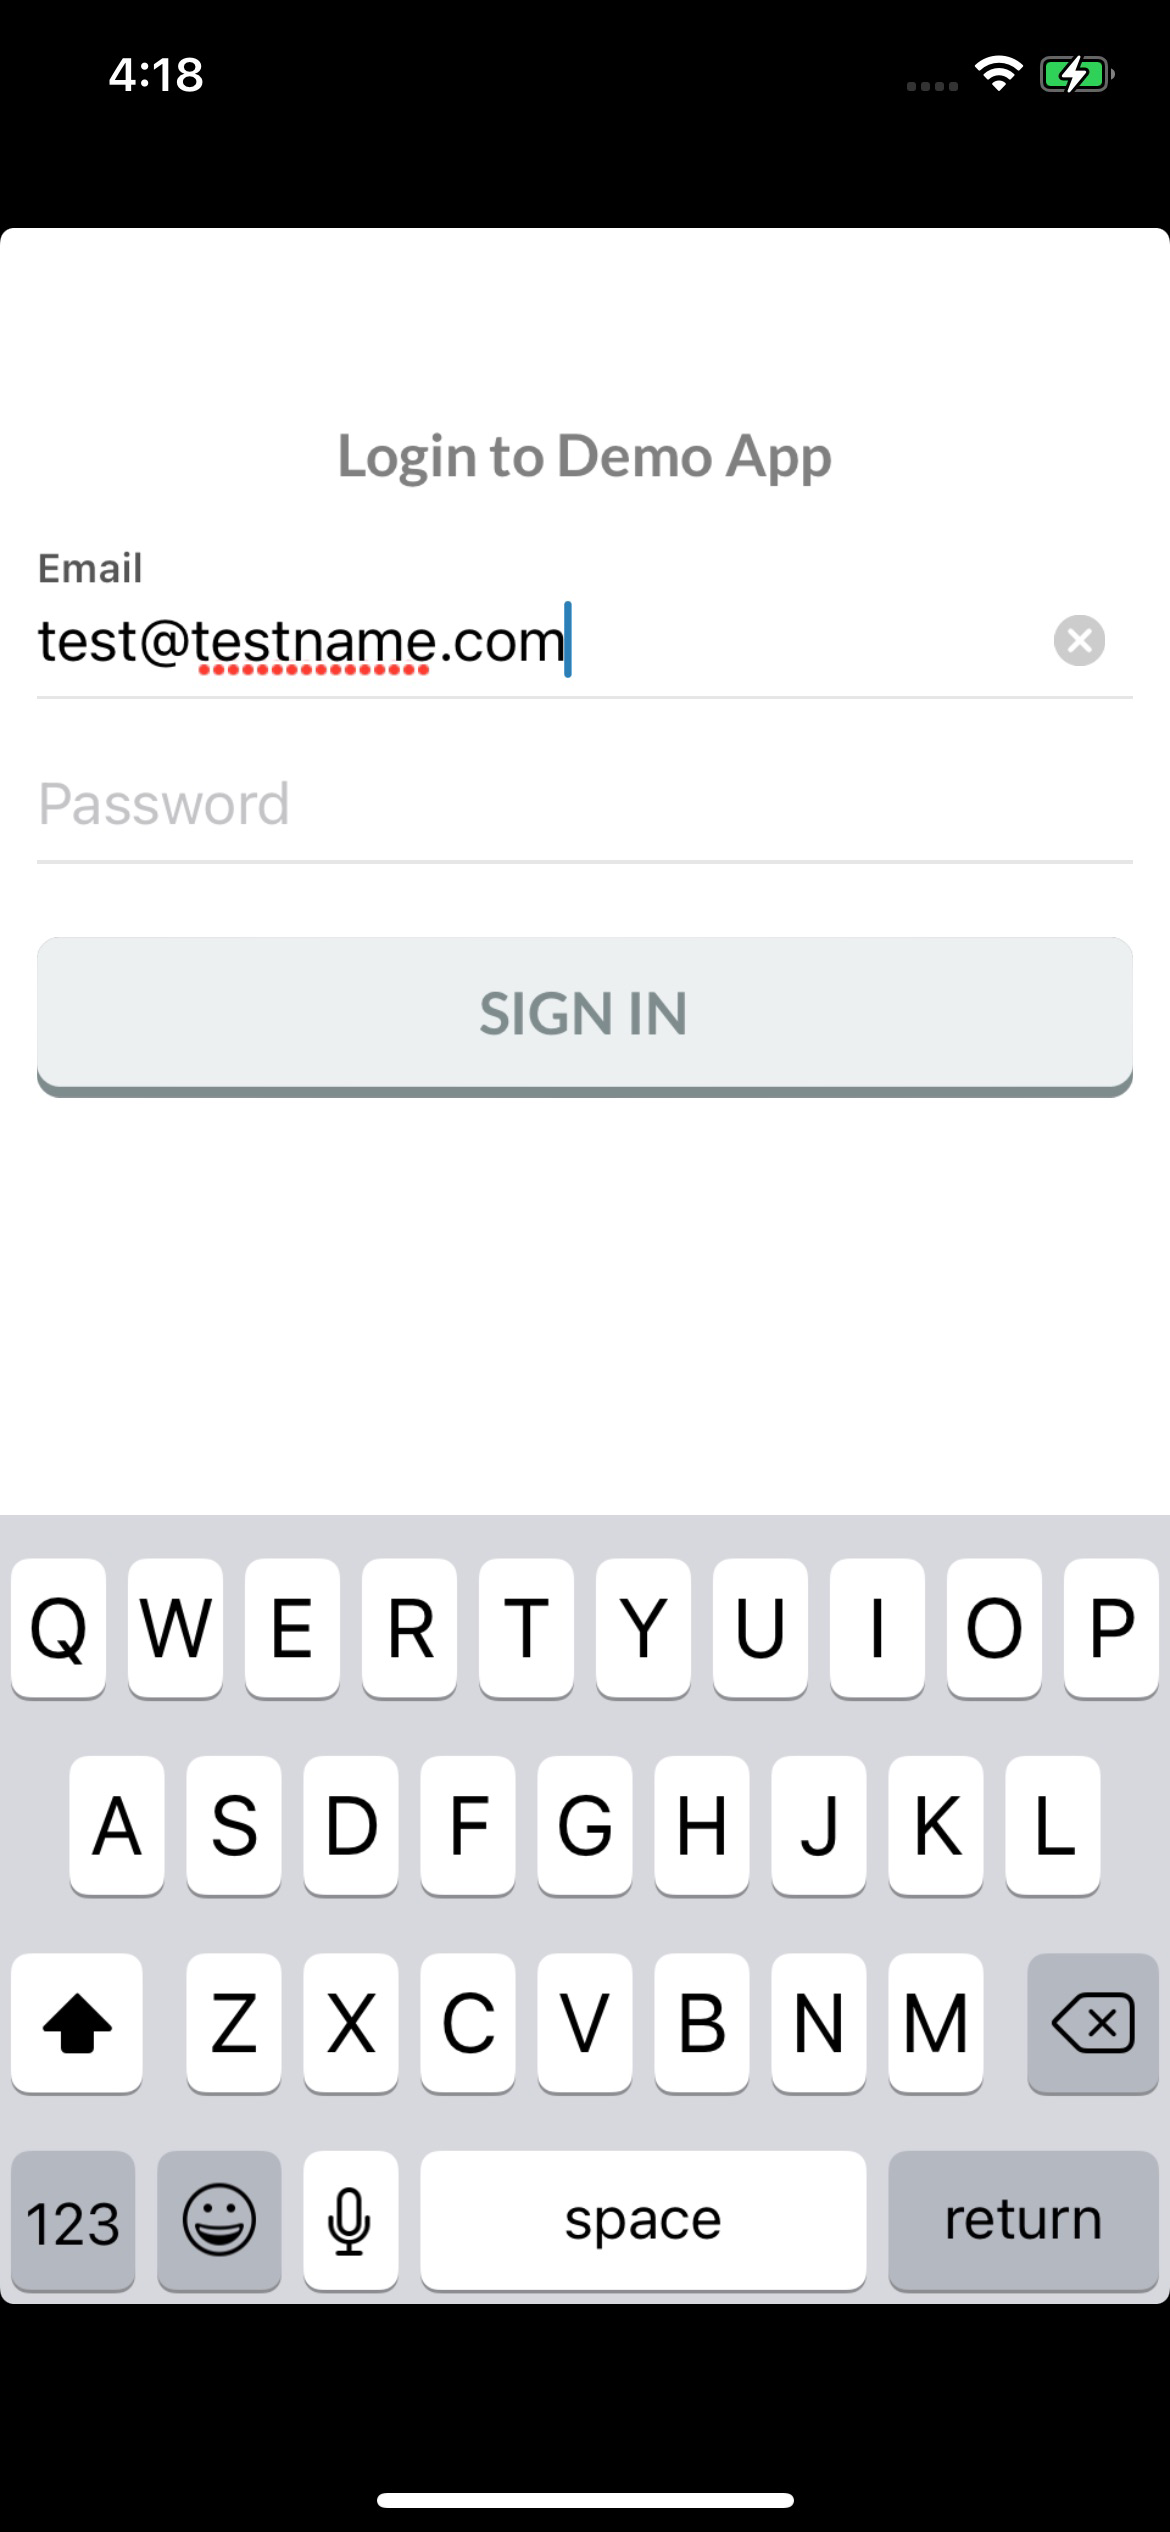 4:18
Login to Demo App
Email
test@testname.com
Password
SIGN IN
Q W E R T Y U I O P
A S D F G H J K L
Z X C V B N M
123 space return